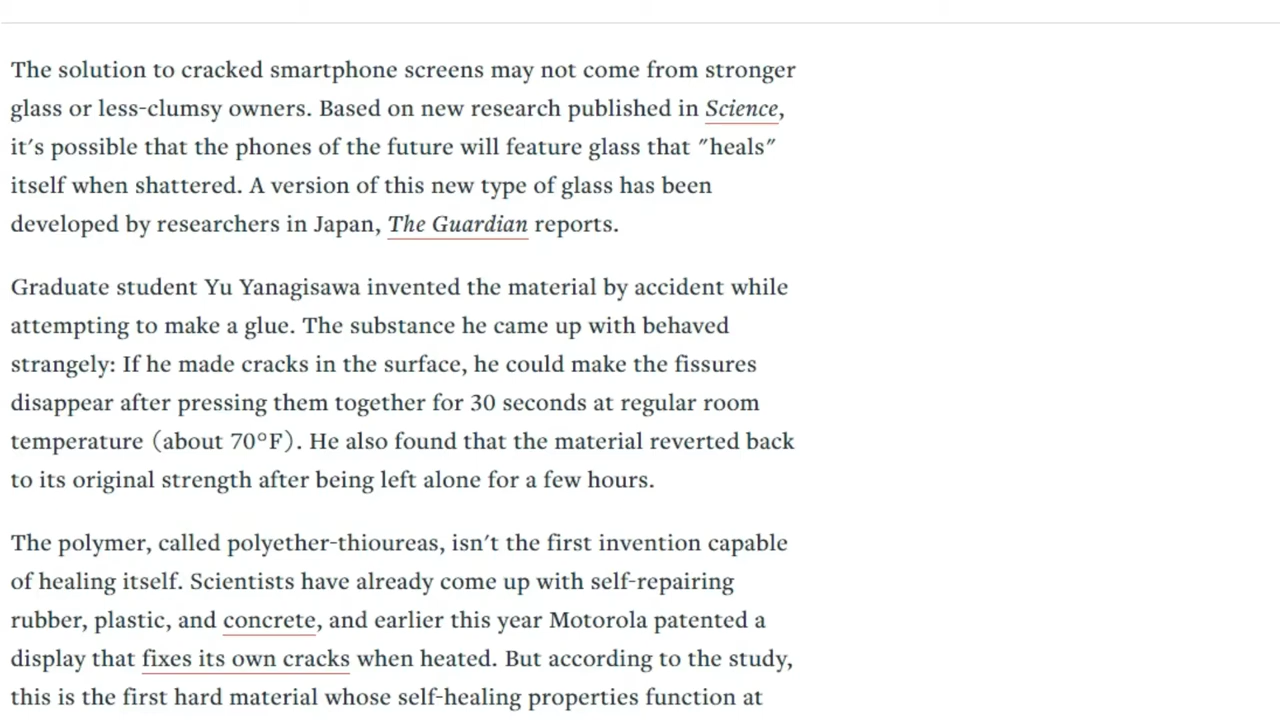 The solution to cracked smartphone screens may not come from stronger
glass or less-clumsy owners. Based on new research published in Science,
it's possible that the phones of the future will feature glass that "heals"
itself when shattered. A version of this new type of glass has been
developed by researchers in Japan, The Guardian reports.
Graduate student Yu Yanagisawa invented the material by accident while
attempting to make a glue. The substance he came up with behaved
strangely: If he made cracks in the surface, he could make the fissures
disappear after pressing them together for 30 seconds at regular room
temperature (about 70°F). He also found that the material reverted back
to its original strength after being left alone for a few hours.
The polymer, called polyether-thioureas, isn't the first invention capable
of healing itself. Scientists have already come up with self-repairing
rubber, plastic, and concrete, and earlier this year Motorola patented a
display that fixes its own cracks when heated. But according to the study,
this is the first hard material whose self-healing properties function at